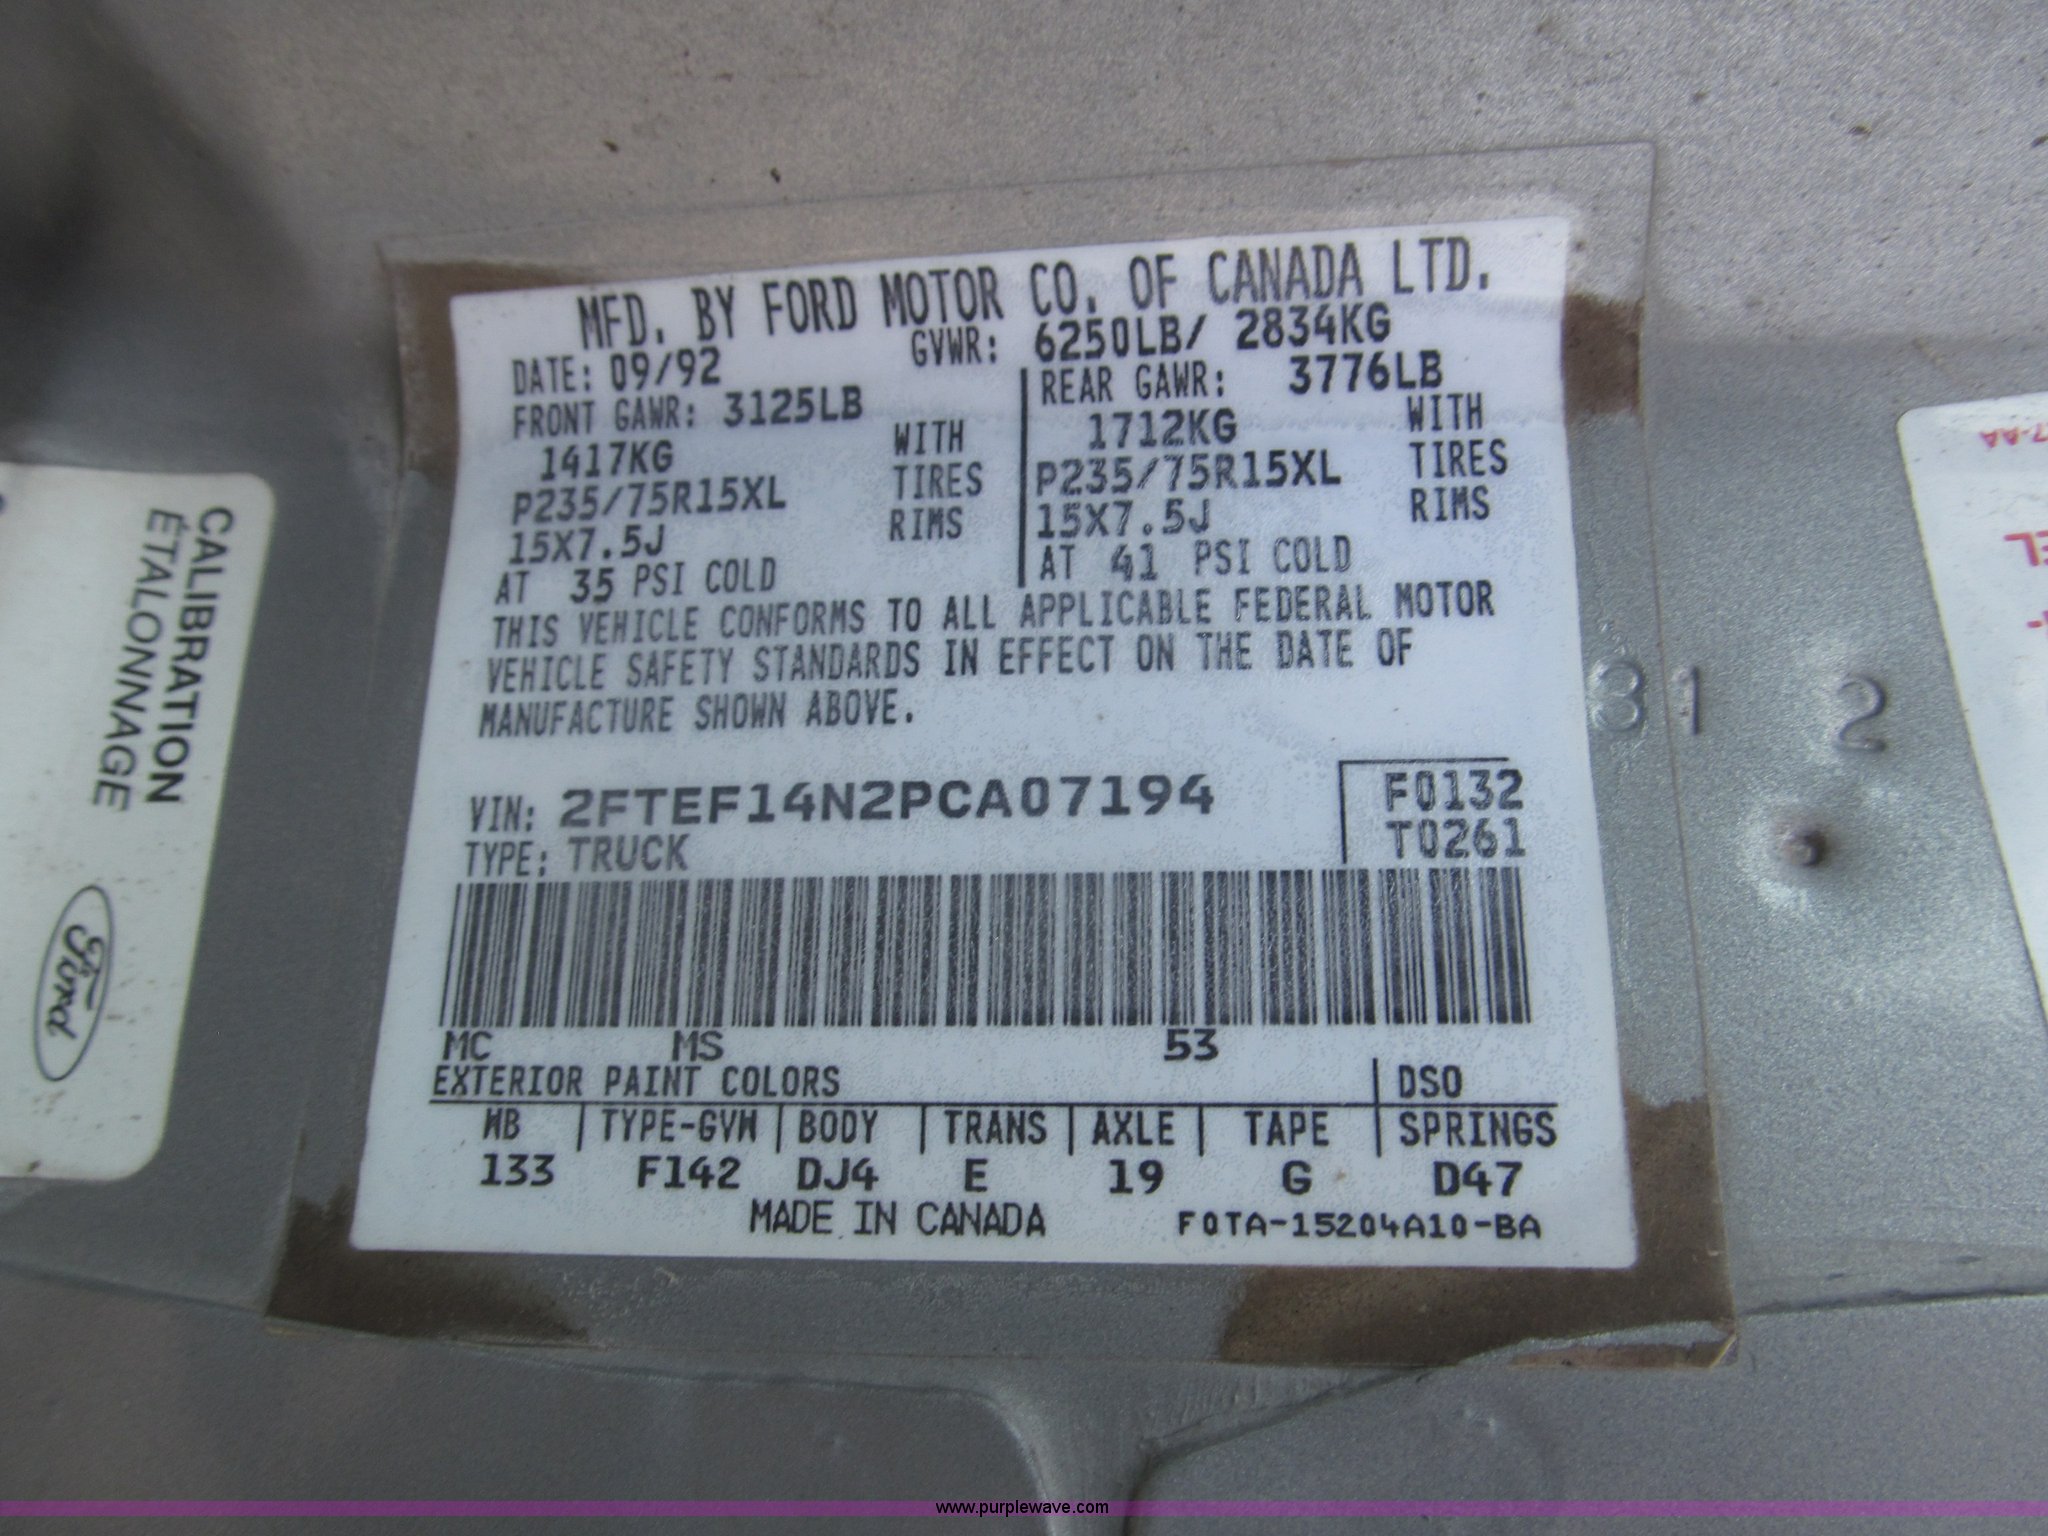 MFD. BY FORD MOTOR CO. OF CANADA LTD.
DATE: 09/92 GVWR: 6250LB/ 2834KG
FRONT GAWR: 3125LB
1417KG WITH
P235/75R15XL TIRES
15X7.5J RIMS
AT 35 PSI COLD
REAR GAWR: 3776LB
1712KG WITH
P235/75R15XL TIRES
15X7.5J RIMS
AT 41 PSI COLD
THIS VEHICLE CONFORMS TO ALL APPLICABLE FEDERAL MOTOR
VEHICLE SAFETY STANDARDS IN EFFECT ON THE DATE OF
MANUFACTURE SHOWN ABOVE.
VIN: 2FTEF14N2PCA07194
TYPE: TRUCK
F0132
T0261
MC MS 53
EXTERIOR PAINT COLORS DSO
WB TYPE-GVW BODY TRANS AXLE TAPE SPRINGS
133 F142 DJ4 E 19 G D47
MADE IN CANADA F0TA-15204A10-BA
CALIBRATION
ÉTALONNAGE
Ford
31 2
7-AA
EL
www.purplewave.com